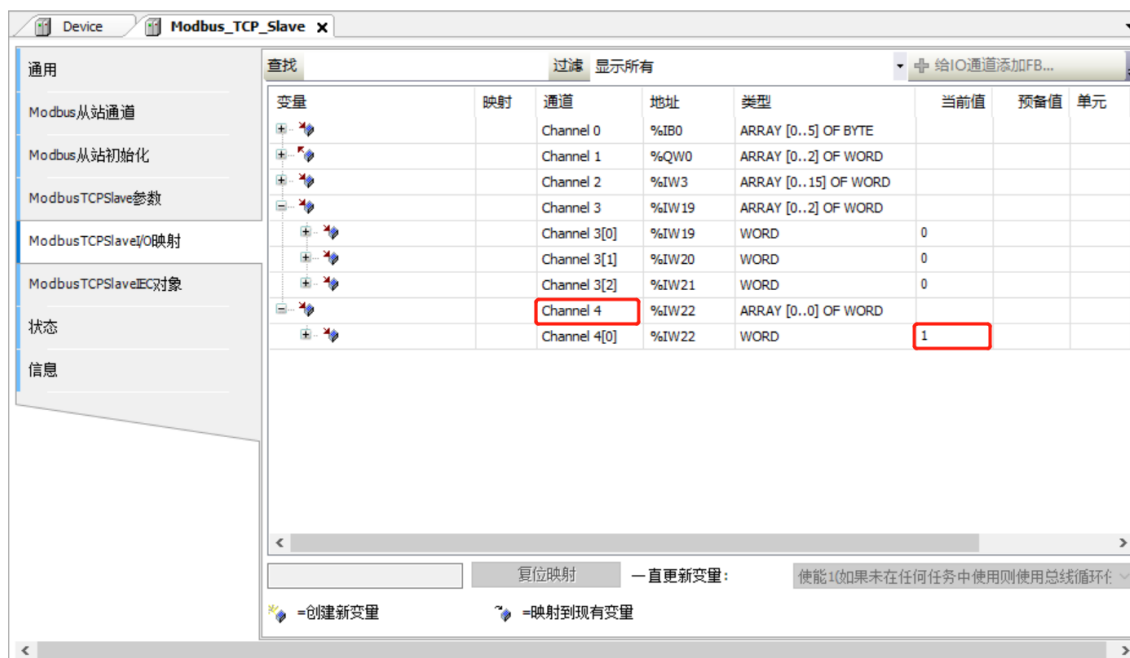 Device Modbus_TCP_Slave X
通用
Modbus从站通道
Modbus从站初始化
ModbusTCPSlave参数
ModbusTCPSlaveI/O映射
ModbusTCPSlaveIEC对象
状态
信息
查找 过滤 显示所有 给IO通道添加FB...
变量 映射 通道 地址 类型 当前值 预备值 单元
Channel 0 %IB0 ARRAY [0..5] OF BYTE
Channel 1 %QW0 ARRAY [0..2] OF WORD
Channel 2 %IW3 ARRAY [0..15] OF WORD
Channel 3 %IW19 ARRAY [0..2] OF WORD
Channel 3[0] %IW19 WORD 0
Channel 3[1] %IW20 WORD 0
Channel 3[2] %IW21 WORD 0
Channel 4 %IW22 ARRAY [0..0] OF WORD
Channel 4[0] %IW22 WORD 1
复位映射 一直更新变量: 使能1(如果未在任何任务中使用则使用总线循环任
=创建新变量 =映射到现有变量